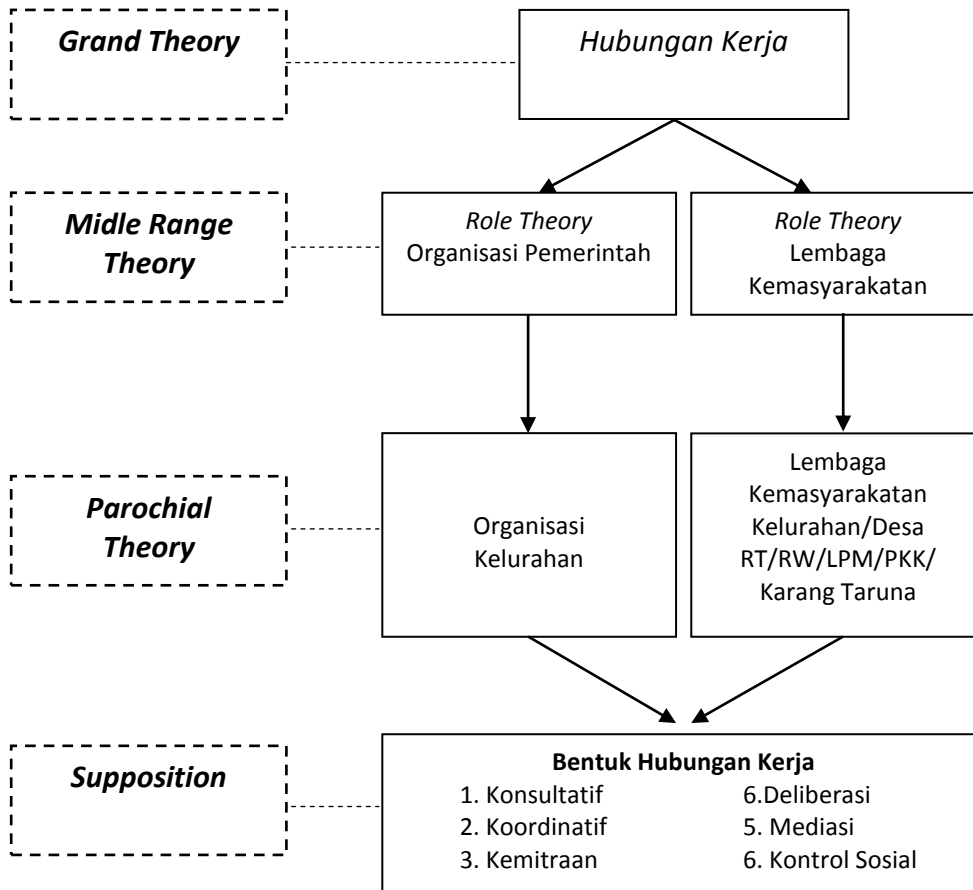 Grand Theory
Hubungan Kerja
Midle Range
Theory
Role Theory
Organisasi Pemerintah
Role Theory
Lembaga
Kemasyarakatan
Parochial
Theory
Organisasi
Kelurahan
Lembaga
Kemasyarakatan
Kelurahan/Desa
RT/RW/LPM/PKK/
Karang Taruna
Supposition
Bentuk Hubungan Kerja
1. Konsultatif
2. Koordinatif
3. Kemitraan
6.Deliberasi
5. Mediasi
6. Kontrol Sosial